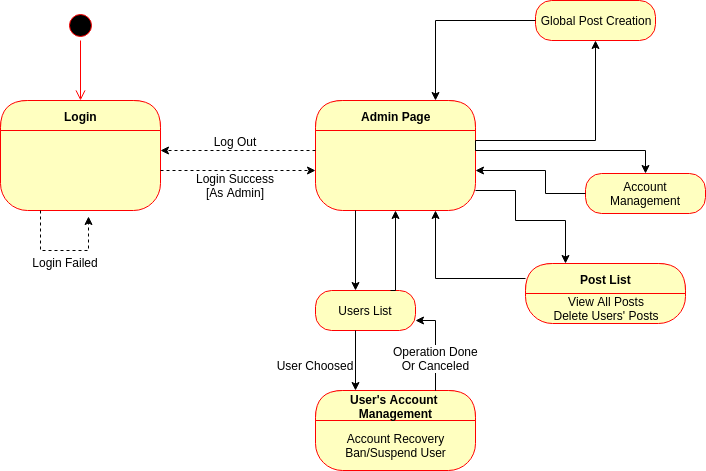 Global Post Creation
Login
Admin Page
Log Out
Login Success
[As Admin]
Account
Management
Login Failed
Post List
View All Posts
Delete Users' Posts
Users List
User Choosed
Operation Done
Or Canceled
User's Account
Management
Account Recovery
Ban/Suspend User